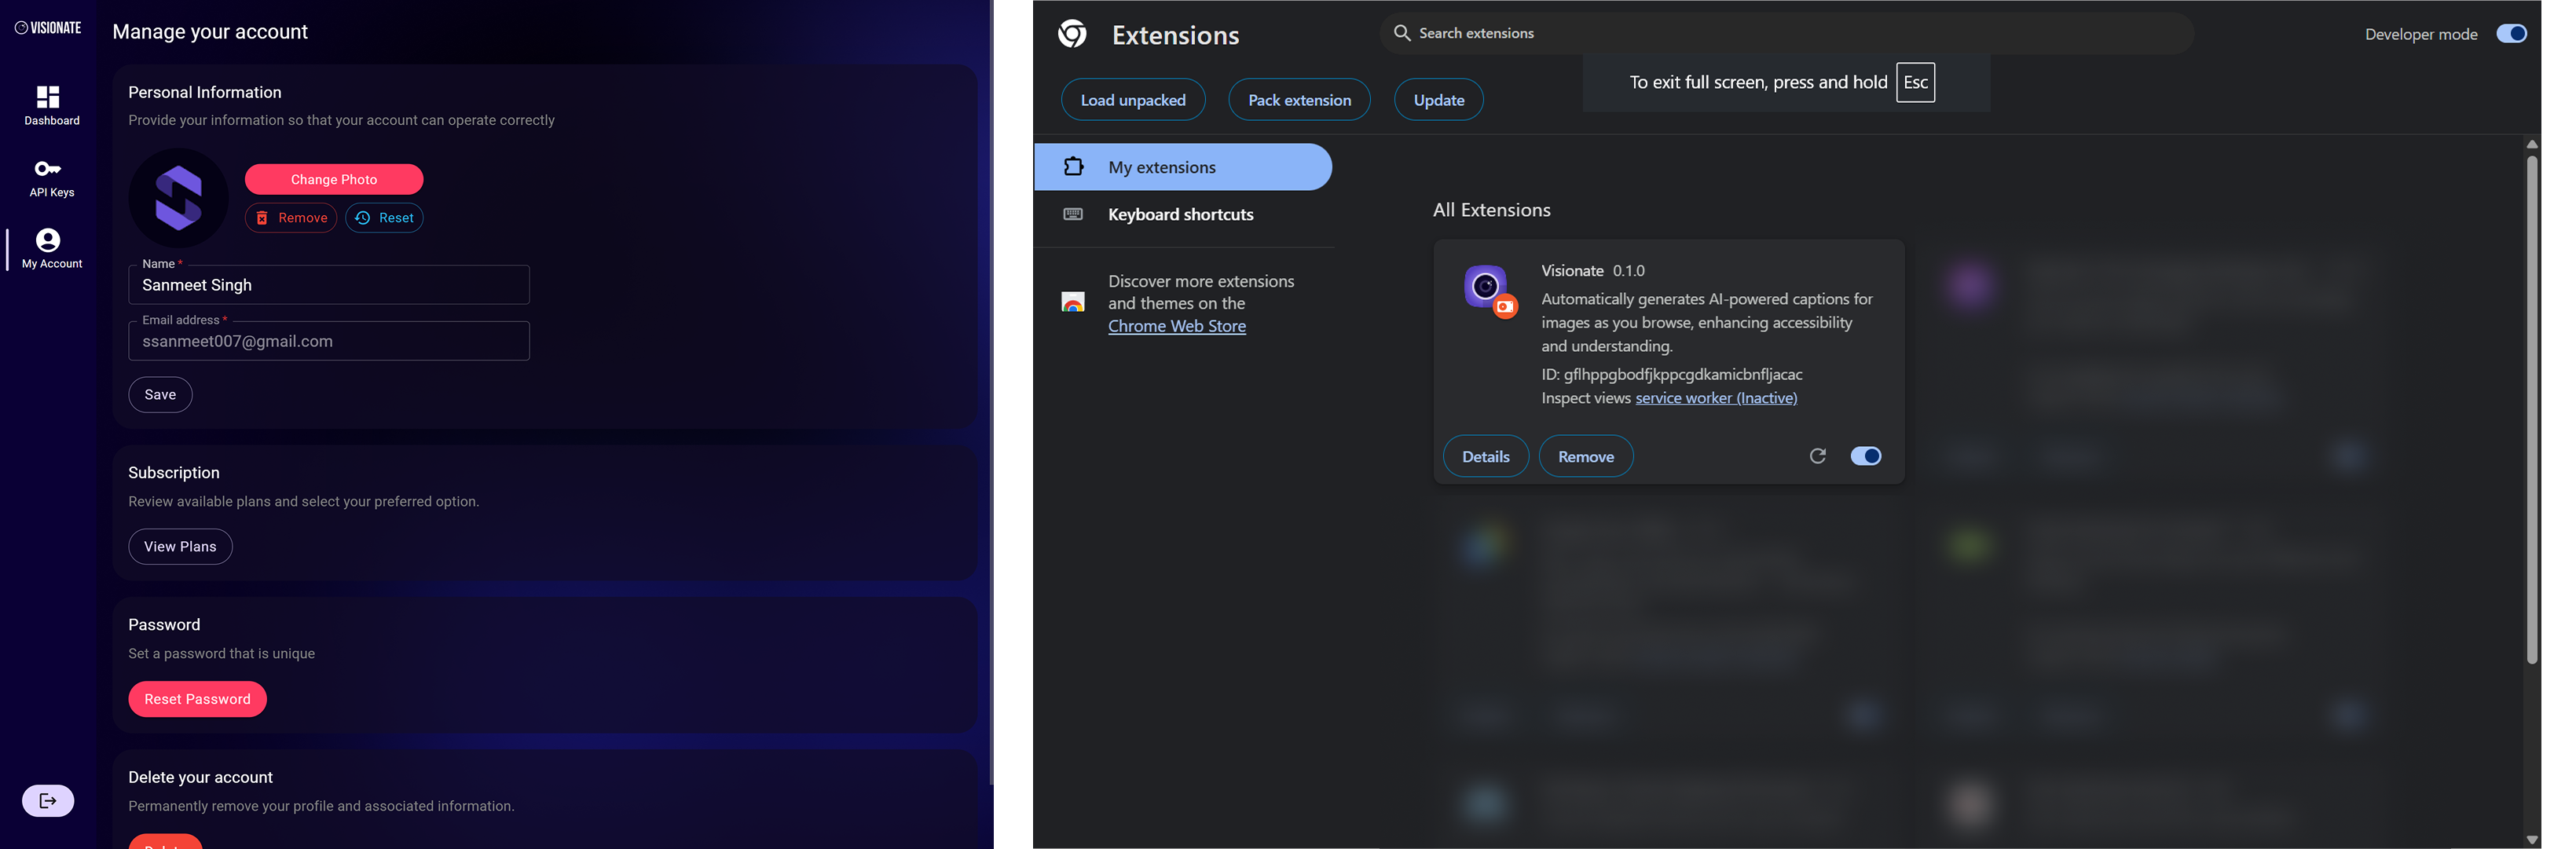 VISIONATE
Dashboard
API Keys
My Account
Manage your account
Personal Information
Provide your information so that your account can operate correctly
Change Photo
Remove
Reset
Name *
Sanmeet Singh
Email address *
ssanmeet007@gmail.com
Save
Subscription
Review available plans and select your preferred option.
View Plans
Password
Set a password that is unique
Reset Password
Delete your account
Permanently remove your profile and associated information.
Extensions
Search extensions
Developer mode
Load unpacked
Pack extension
Update
To exit full screen, press and hold Esc
My extensions
Keyboard shortcuts
Discover more extensions
and themes on the
Chrome Web Store
All Extensions
Visionate 0.1.0
Automatically generates AI-powered captions for
images as you browse, enhancing accessibility
and understanding.
ID: gflhppgbodfjkppcgdkamicbnfljacac
Inspect views service worker (Inactive)
Details
Remove